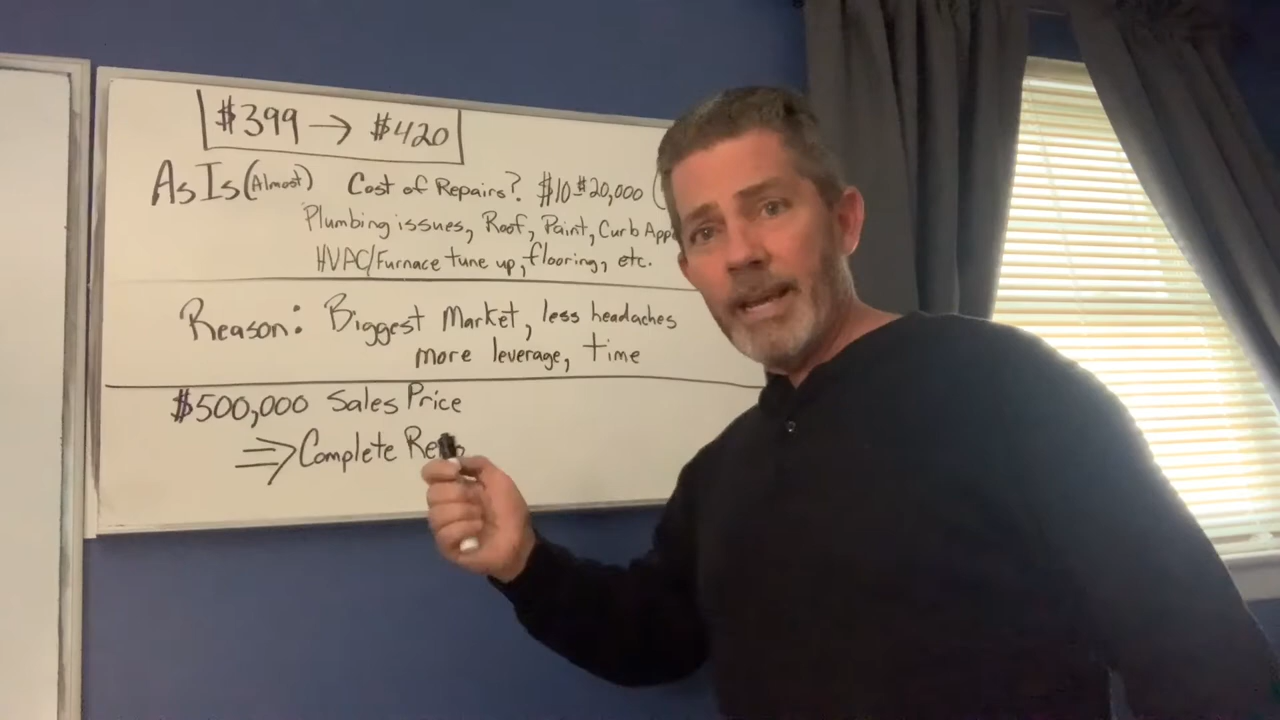 $399 → $420
As Is (Almost) Cost of Repairs? $10-$20,000 (
Plumbing issues, Roof, Paint, Curb App
HVAC/Furnace tune up, flooring, etc.
Reason: Biggest Market, less headaches
more leverage, time
$500,000 Sales Price
⇒ Complete